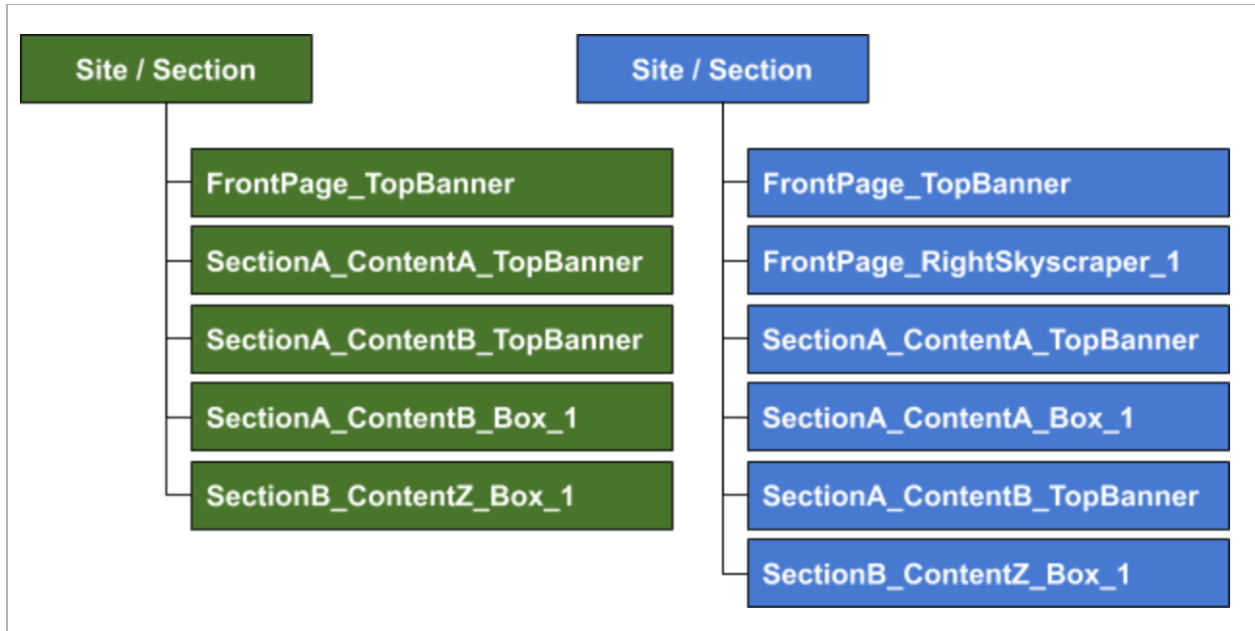 Site / Section
FrontPage_TopBanner
SectionA_ContentA_TopBanner
SectionA_ContentB_TopBanner
SectionA_ContentB_Box_1
SectionB_ContentZ_Box_1
Site / Section
FrontPage_TopBanner
FrontPage_RightSkyscraper_1
SectionA_ContentA_TopBanner
SectionA_ContentA_Box_1
SectionA_ContentB_TopBanner
SectionB_ContentZ_Box_1